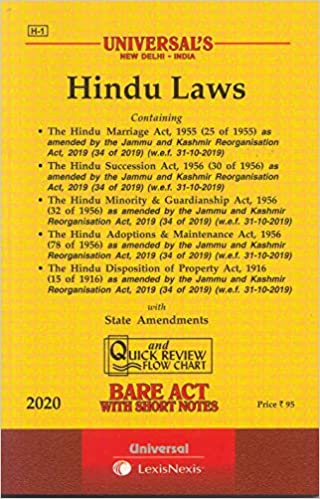 H-1
UNIVERSAL'S
NEW DELHI - INDIA
Hindu Laws
Containing
• The Hindu Marriage Act, 1955 (25 of 1955) as
amended by the Jammu and Kashmir Reorganisation
Act, 2019 (34 of 2019) (w.e.f. 31-10-2019)
• The Hindu Succession Act, 1956 (30 of 1956) as
amended by the Jammu and Kashmir Reorganisation
Act, 2019 (34 of 2019) (w.e.f. 31-10-2019)
• The Hindu Minority & Guardianship Act, 1956
(32 of 1956) as amended by the Jammu and Kashmir
Reorganisation Act, 2019 (34 of 2019) (w.e.f. 31-10-2019)
• The Hindu Adoptions & Maintenance Act, 1956
(78 of 1956) as amended by the Jammu and Kashmir
Reorganisation Act, 2019 (34 of 2019) (w.e.f. 31-10-2019)
• The Hindu Disposition of Property Act, 1916
(15 of 1916) as amended by the Jammu and Kashmir
Reorganisation Act, 2019 (34 of 2019) (w.e.f. 31-10-2019)
with
State Amendments
and
QUICK REVIEW
FLOW CHART
BARE ACT
WITH SHORT NOTES
2020
Price ₹ 95
Universal
LexisNexis™